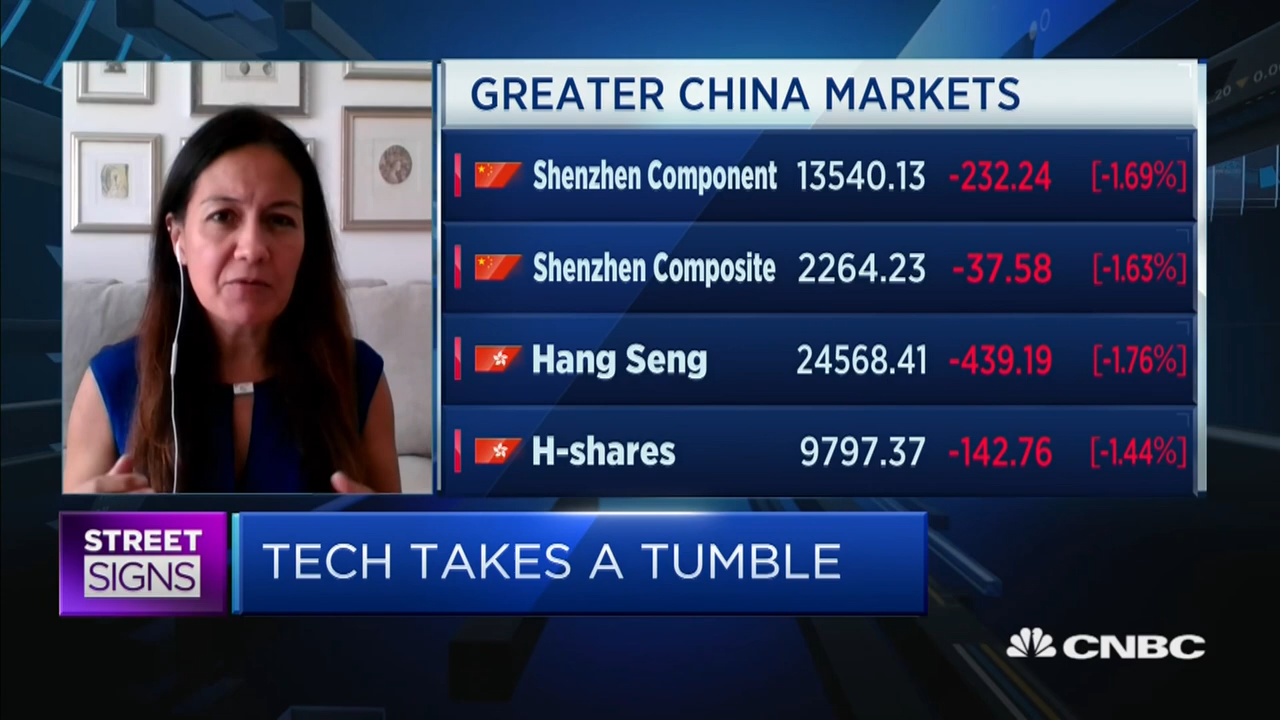 GREATER CHINA MARKETS
Shenzhen Component 13540.13 -232.24 [-1.69%]
Shenzhen Composite 2264.23 -37.58 [-1.63%]
Hang Seng 24568.41 -439.19 [-1.76%]
H-shares 9797.37 -142.76 [-1.44%]
STREET
SIGNS
TECH TAKES A TUMBLE
CNBC